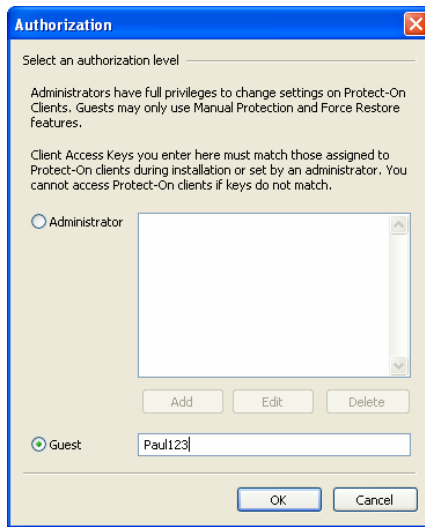 Authorization
Select an authorization level
Administrators have full privileges to change settings on Protect-On
Clients. Guests may only use Manual Protection and Force Restore
features.
Client Access Keys you enter here must match those assigned to
Protect-On clients during installation or set by an administrator. You
cannot access Protect-On clients if keys do not match.
Administrator
Add Edit Delete
Guest Paul123
OK Cancel